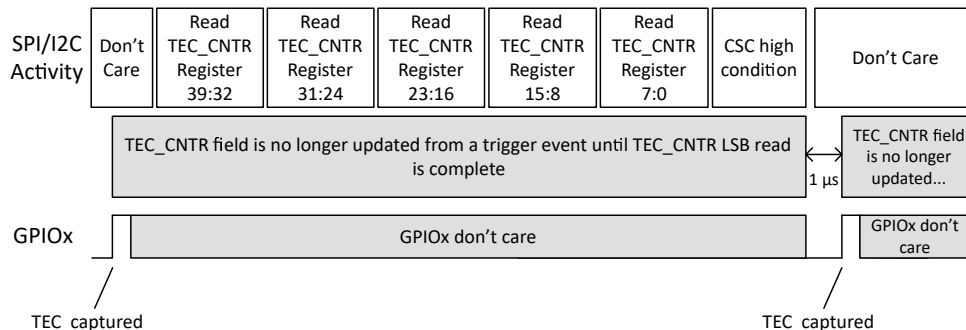 SPI/I2C
Activity
Don't
Care
Read
TEC_CNTR
Register
39:32
Read
TEC_CNTR
Register
31:24
Read
TEC_CNTR
Register
23:16
Read
TEC_CNTR
Register
15:8
Read
TEC_CNTR
Register
7:0
CSC high
condition
Don't Care
TEC_CNTR field is no longer updated from a trigger event until TEC_CNTR LSB read
is complete
1 µs
TEC_CNTR field
is no longer
updated...
GPIOx
GPIOx don't care
GPIOx don't
care
TEC captured
TEC captured